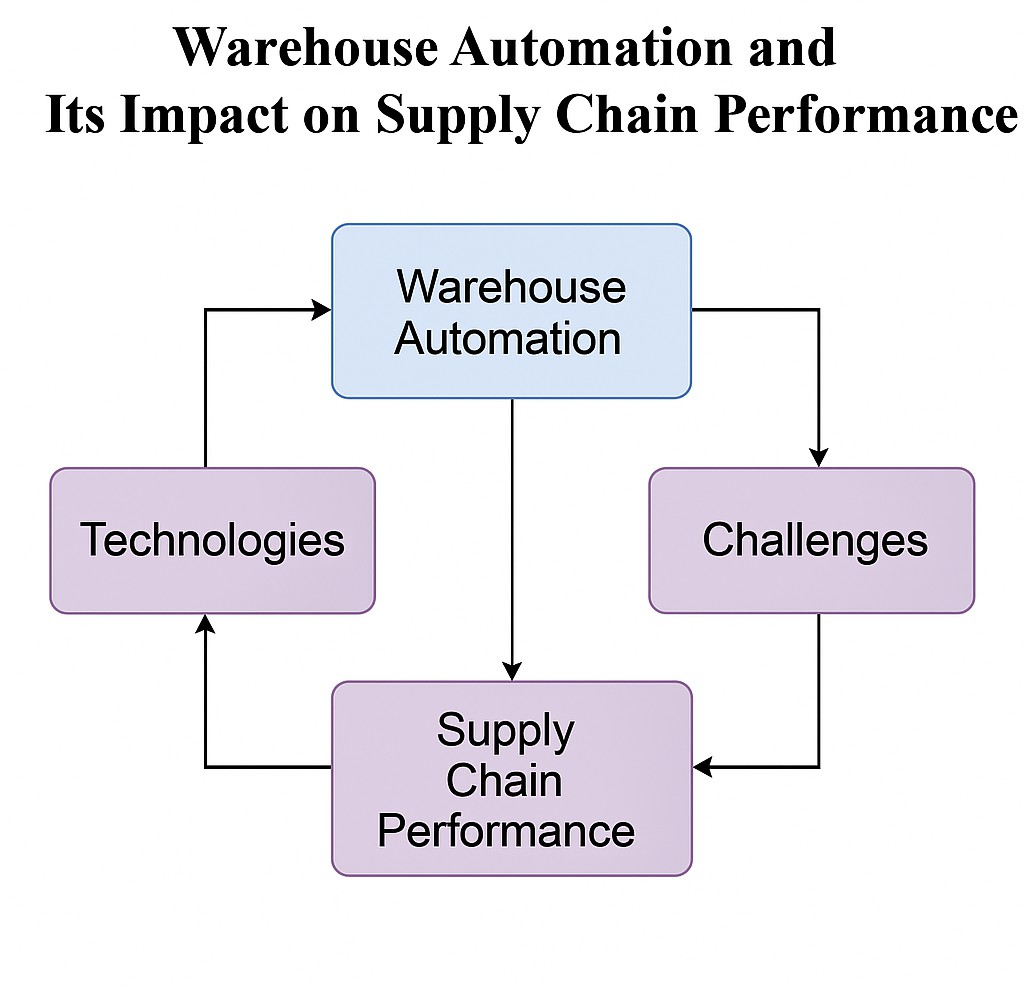 Warehouse Automation and
Its Impact on Supply Chain Performance
Warehouse
Automation
Technologies
Challenges
Supply
Chain
Performance